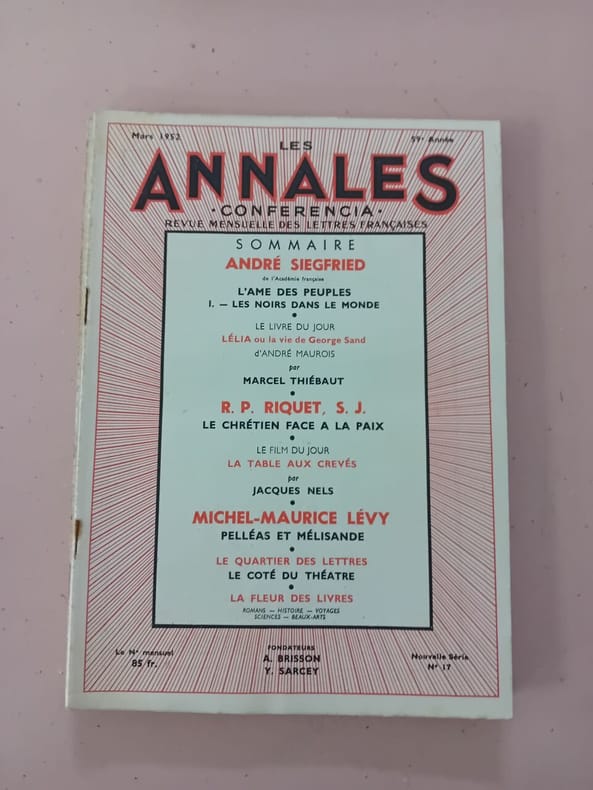 Mars 1952
59e Année
LES
ANNALES
·CONFERENCIA·
REVUE MENSUELLE DES LETTRES FRANÇAISES
SOMMAIRE
ANDRÉ SIEGFRIED
de l'Académie française
L'AME DES PEUPLES
I. — LES NOIRS DANS LE MONDE
LE LIVRE DU JOUR
LÉLIA ou la vie de George Sand
d'ANDRÉ MAUROIS
par
MARCEL THIÉBAUT
R. P. RIQUET, S. J.
LE CHRÉTIEN FACE A LA PAIX
LE FILM DU JOUR
LA TABLE AUX CREVÉS
par
JACQUES NELS
MICHEL-MAURICE LÉVY
PELLÉAS ET MÉLISANDE
LE QUARTIER DES LETTRES
LE COTÉ DU THÉATRE
LA FLEUR DES LIVRES
ROMANS — HISTOIRE — VOYAGES
SCIENCES — BEAUX-ARTS
Le No mensuel
85 fr.
FONDATEURS
A. BRISSON
Y. SARCEY
Nouvelle Série
No 17